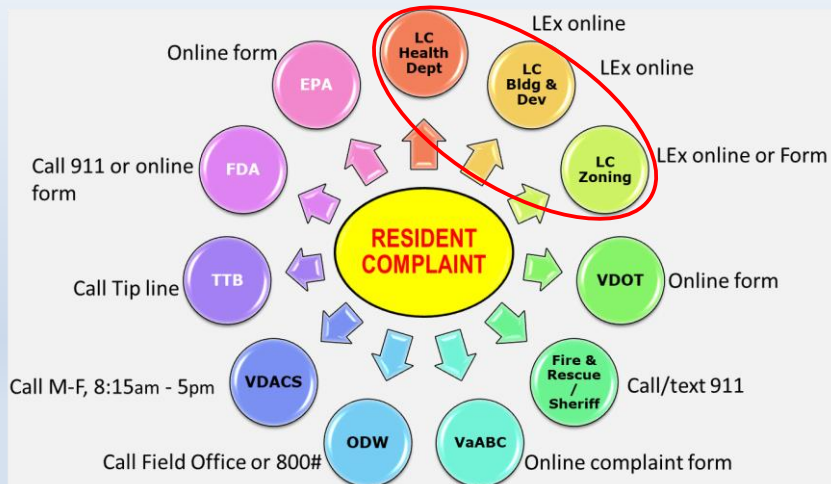 RESIDENT
COMPLAINT
LC
Health
Dept
LEx online
LC
Bldg &
Dev
LEx online
LC
Zoning
LEx online or Form
VDOT
Online form
Fire &
Rescue
/
Sheriff
Call/text 911
VaABC
Online complaint form
ODW
Call Field Office or 800#
VDACS
Call M-F, 8:15am - 5pm
TTB
Call Tip line
FDA
Call 911 or online
form
EPA
Online form